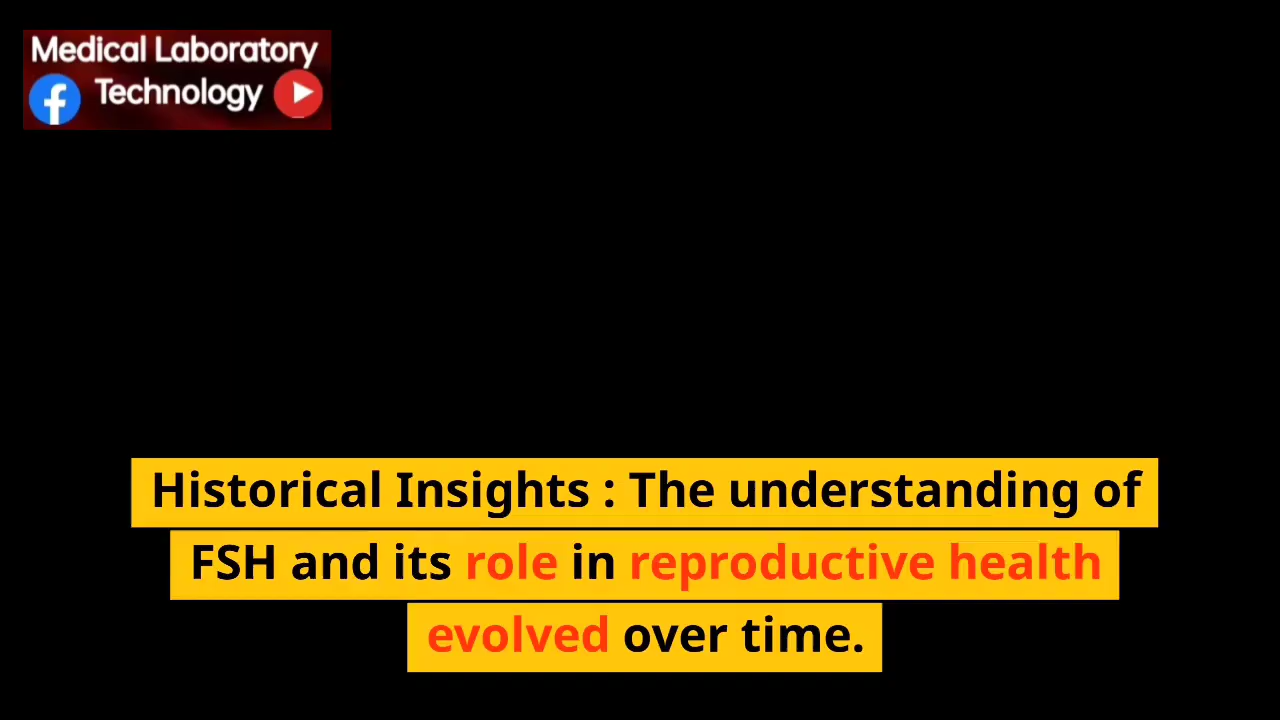 Medical Laboratory
Technology
Historical Insights : The understanding of
FSH and its role in reproductive health
evolved over time.